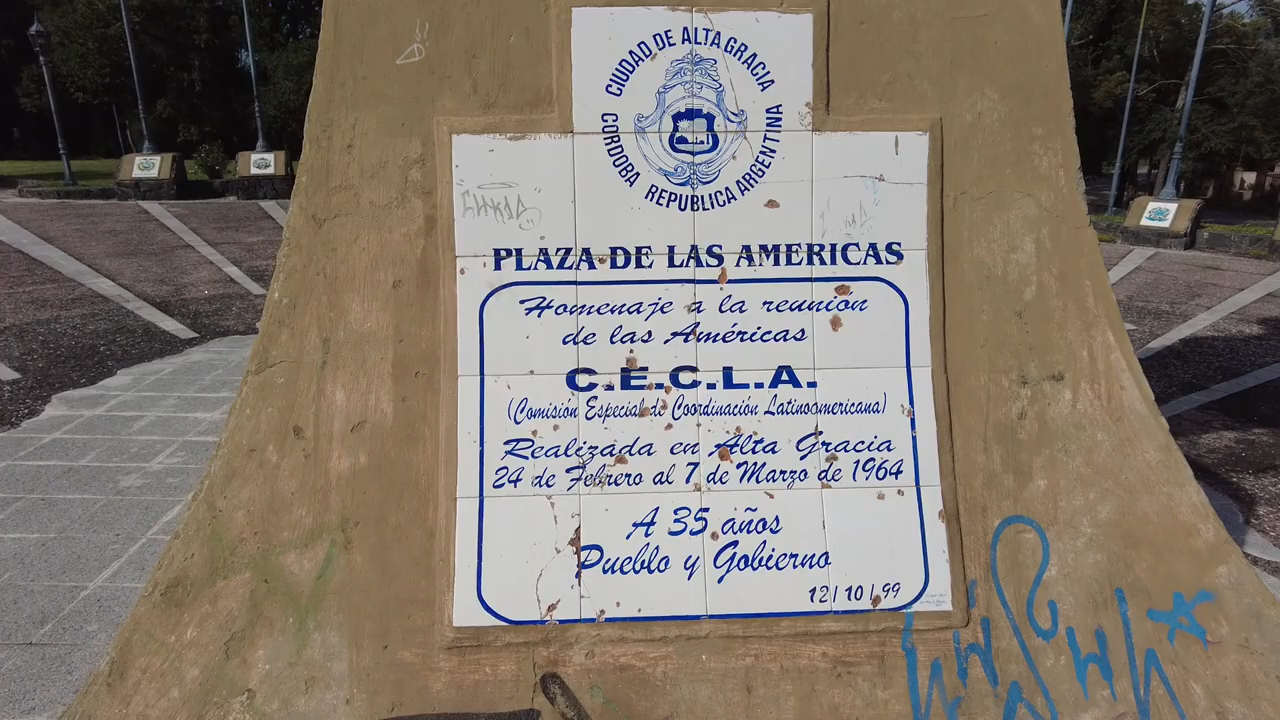 CIUDAD DE ALTA GRACIA
CORDOBA REPUBLICA ARGENTINA
PLAZA DE LAS AMERICAS
Homenaje a la reunión
de las Américas
C.E.C.L.A.
(Comisión Especial de Coordinación Latinoamericana)
Realizada en Alta Gracia
24 de Febrero al 7 de Marzo de 1964
A 35 años
Pueblo y Gobierno
12/10/99